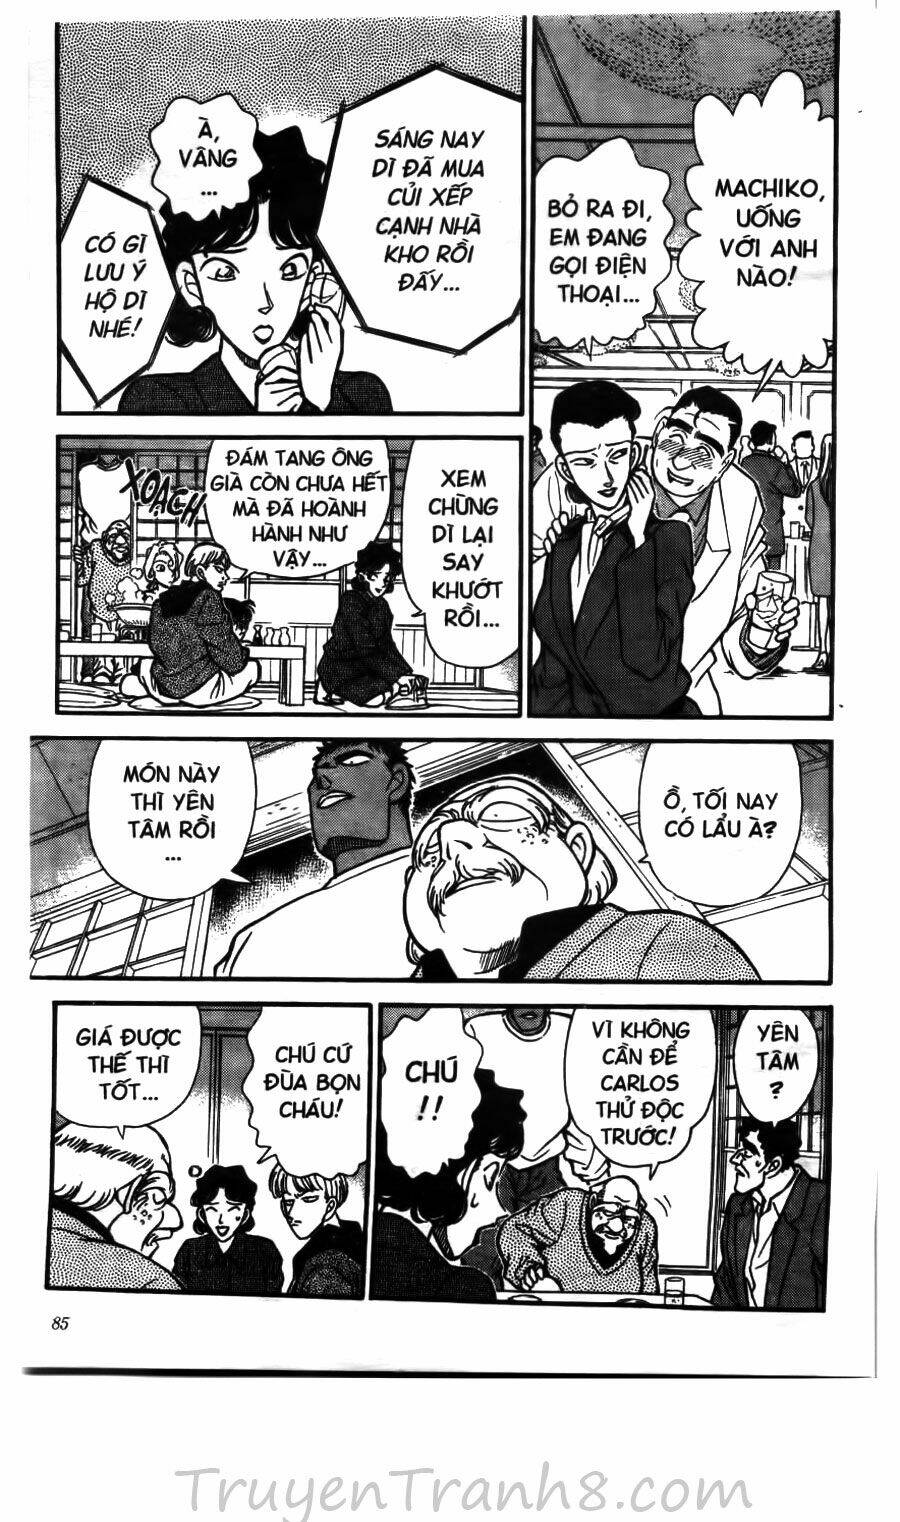 MACHIKO,
UỐNG
VỚI ANH
NÀO!
BỎ RA ĐI,
EM ĐANG
GỌI ĐIỆN
THOẠI...
SÁNG NAY
DÌ ĐÃ MUA
CỦI XẾP
CẠNH NHÀ
KHO RỒI
ĐẤY...
À,
VÂNG
...
CÓ GÌ
LƯU Ý
HỘ DÌ
NHÉ!
XEM
CHỪNG
DÌ LẠI
SAY
KHƯỚT
RỒI...
ĐÁM TANG ÔNG
GIÀ CÒN CHƯA HẾT
MÀ ĐÃ HOÀNH
HÀNH NHƯ
VẬY...
XOẠCH
Ồ, TỐI NAY
CÓ LẨU À?
MÓN NÀY
THÌ YÊN
TÂM RỒI
...
YÊN
TÂM
?
VÌ KHÔNG
CẦN ĐỂ
CARLOS
THỬ ĐỘC
TRƯỚC!
CHÚ
!!
CHÚ CỨ
ĐÙA BỌN
CHÁU!
GIÁ ĐƯỢC
THẾ THÌ
TỐT...
85
TruyenTranh8.com